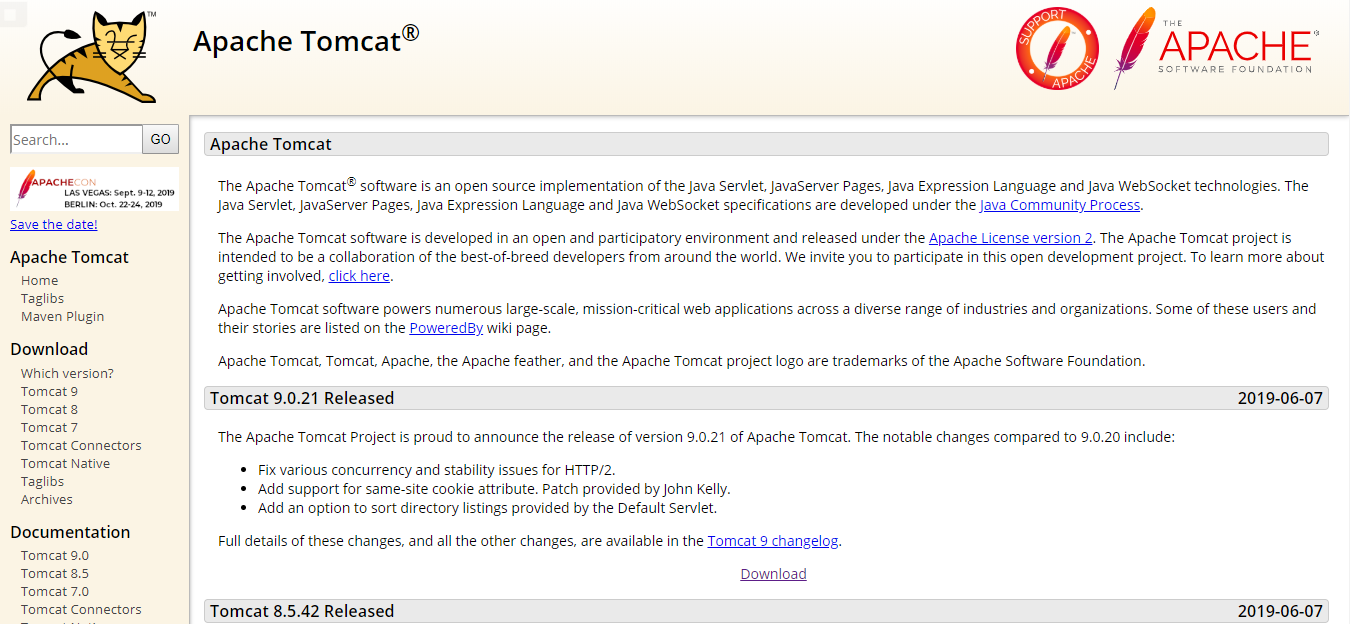 TM
Apache Tomcat®
SUPPORT APACHE
THE
APACHE®
SOFTWARE FOUNDATION
Search...
GO
APACHECON
LAS VEGAS: Sept. 9-12, 2019
BERLIN: Oct. 22-24, 2019
Save the date!
Apache Tomcat
Home
Taglibs
Maven Plugin
Download
Which version?
Tomcat 9
Tomcat 8
Tomcat 7
Tomcat Connectors
Tomcat Native
Taglibs
Archives
Documentation
Tomcat 9.0
Tomcat 8.5
Tomcat 7.0
Tomcat Connectors
Apache Tomcat
The Apache Tomcat® software is an open source implementation of the Java Servlet, JavaServer Pages, Java Expression Language and Java WebSocket technologies. The
Java Servlet, JavaServer Pages, Java Expression Language and Java WebSocket specifications are developed under the Java Community Process.
The Apache Tomcat software is developed in an open and participatory environment and released under the Apache License version 2. The Apache Tomcat project is
intended to be a collaboration of the best-of-breed developers from around the world. We invite you to participate in this open development project. To learn more about
getting involved, click here.
Apache Tomcat software powers numerous large-scale, mission-critical web applications across a diverse range of industries and organizations. Some of these users and
their stories are listed on the PoweredBy wiki page.
Apache Tomcat, Tomcat, Apache, the Apache feather, and the Apache Tomcat project logo are trademarks of the Apache Software Foundation.
Tomcat 9.0.21 Released 2019-06-07
The Apache Tomcat Project is proud to announce the release of version 9.0.21 of Apache Tomcat. The notable changes compared to 9.0.20 include:
• Fix various concurrency and stability issues for HTTP/2.
• Add support for same-site cookie attribute. Patch provided by John Kelly.
• Add an option to sort directory listings provided by the Default Servlet.
Full details of these changes, and all the other changes, are available in the Tomcat 9 changelog.
Download
Tomcat 8.5.42 Released 2019-06-07